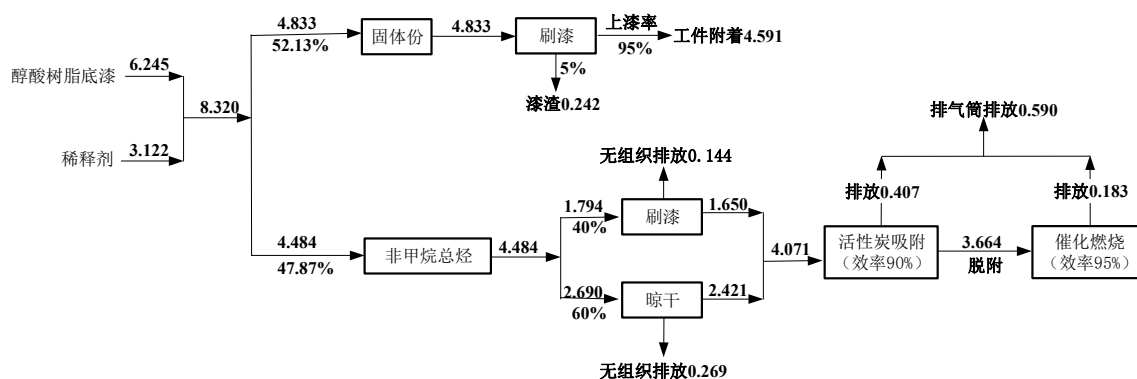 4.833
52.13%
固体份
4.833
刷漆
上漆率
95%
工件附着4.591
5%
漆渣0.242
醇酸树脂底漆
6.245
8.320
稀释剂
3.122
排气筒排放0.590
无组织排放0.144
排放0.407
排放0.183
4.484
47.87%
非甲烷总烃
4.484
1.794
40%
刷漆
1.650
4.071
活性炭吸附
（效率90%）
3.664
脱附
催化燃烧
（效率95%）
2.690
60%
晾干
2.421
无组织排放0.269